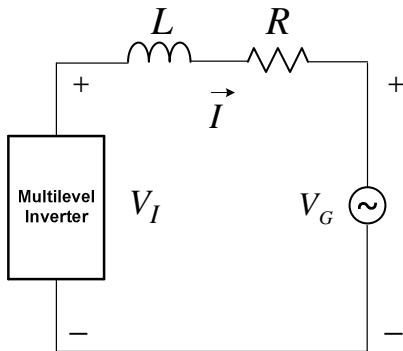 L R
+ +
I
Multilevel
Inverter
V_I
V_G
~
− −